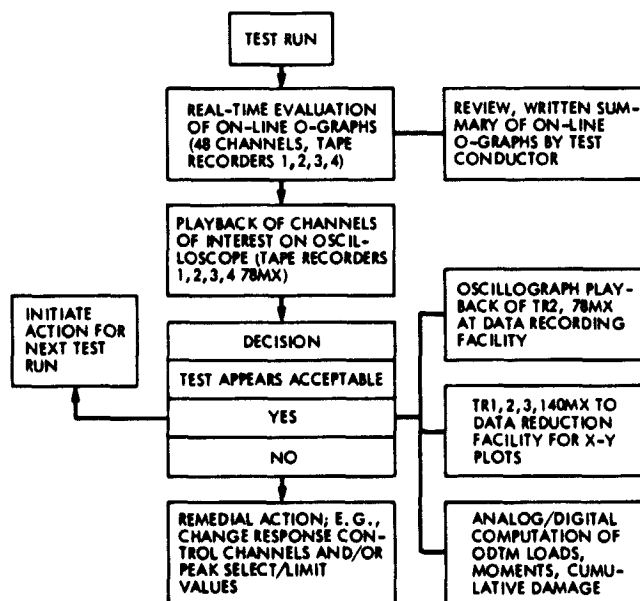 TEST RUN
REAL-TIME EVALUATION
OF ON-LINE O-GRAPHS
(48 CHANNELS, TAPE
RECORDERS 1,2,3,4)
REVIEW, WRITTEN SUM-
MARY OF ON-LINE
O-GRAPHS BY TEST
CONDUCTOR
PLAYBACK OF CHANNELS
OF INTEREST ON OSCIL-
LOSCOPE (TAPE RECORDERS
1,2,3,4 78MX)
INITIATE
ACTION FOR
NEXT TEST
RUN
DECISION
TEST APPEARS ACCEPTABLE
YES
NO
OSCILLOGRAPH PLAY-
BACK OF TR2, 78MX
AT DATA RECORDING
FACILITY
TR1,2,3,140MX TO
DATA REDUCTION
FACILITY FOR X-Y
PLOTS
REMEDIAL ACTION; E.G.,
CHANGE RESPONSE CON-
TROL CHANNELS AND/OR
PEAK SELECT/LIMIT
VALUES
ANALOG/DIGITAL
COMPUTATION OF
ODTM LOADS,
MOMENTS, CUMU-
LATIVE DAMAGE